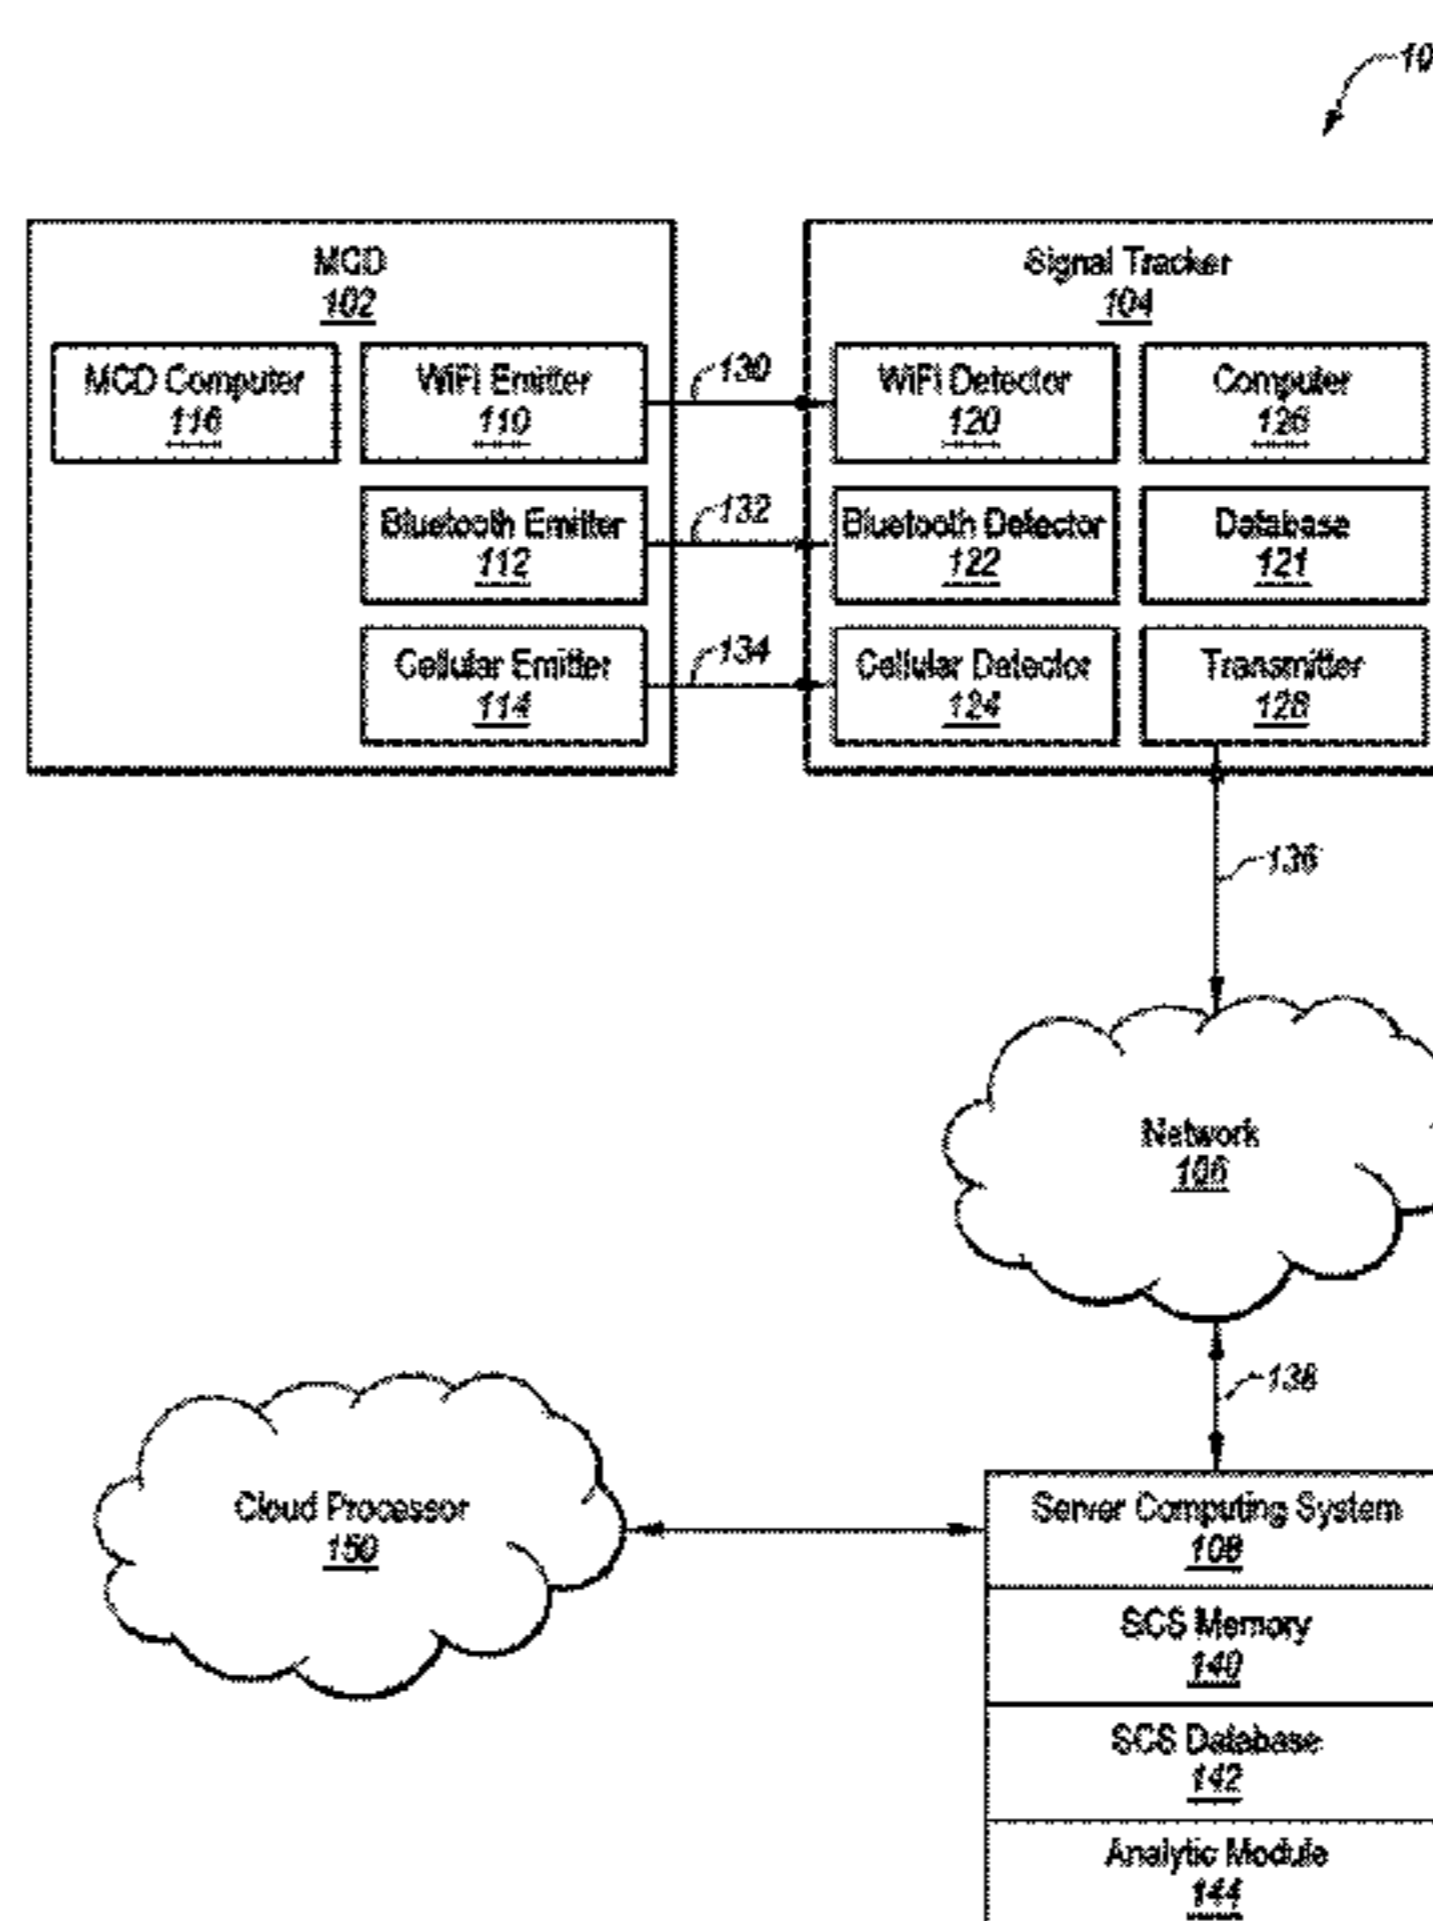 10
MCD
102
Signal Tracker
104
MCD Computer
116
WiFi Emitter
110
130
WiFi Detector
120
Computer
126
Bluetooth Emitter
112
132
Bluetooth Detector
122
Database
121
Cellular Emitter
114
134
Cellular Detector
124
Transmitter
128
136
Network
106
138
Cloud Processor
150
Server Computing System
108
SCS Memory
140
SCS Database
142
Analytic Module
144